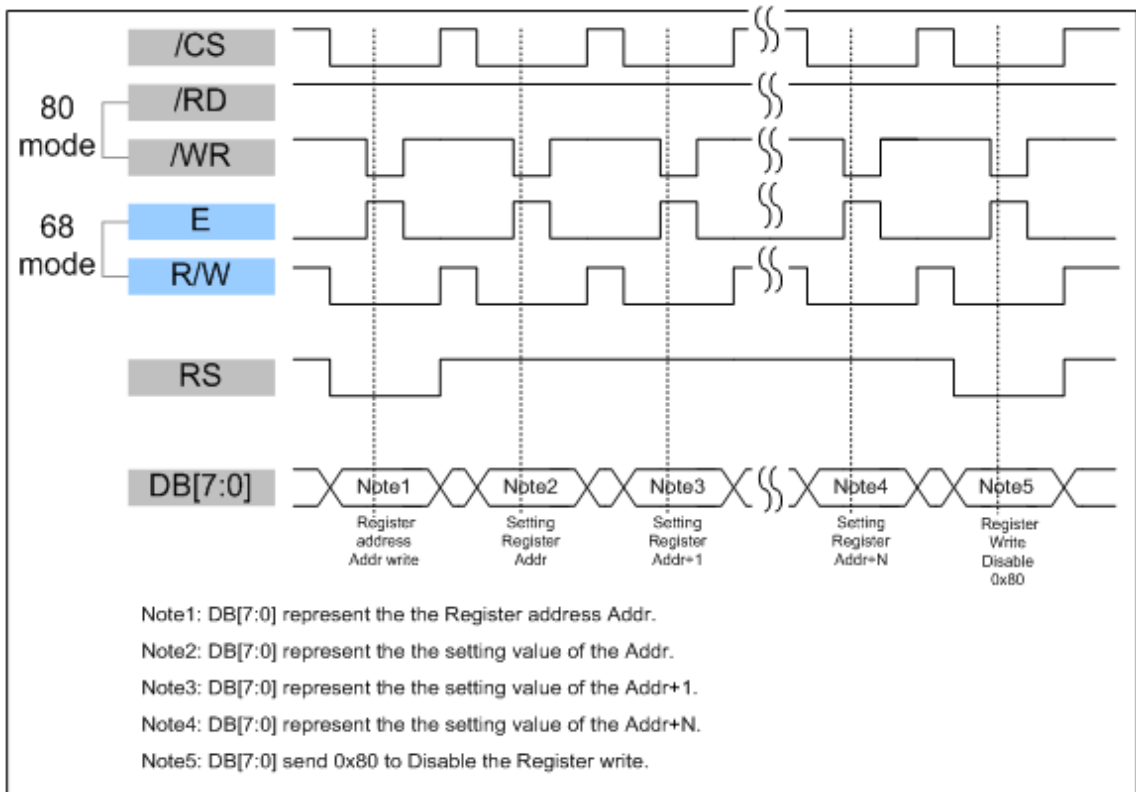 /CS
/RD
80
mode
/WR
E
68
mode
R/W
RS
DB[7:0]
Note1 Note2 Note3 Note4 Note5
Register Setting Setting Setting Register
address Register Register Register Write
Addr write Addr Addr+1 Addr+N Disable
0x80
Note1: DB[7:0] represent the the Register address Addr.
Note2: DB[7:0] represent the the setting value of the Addr.
Note3: DB[7:0] represent the the setting value of the Addr+1.
Note4: DB[7:0] represent the the setting value of the Addr+N.
Note5: DB[7:0] send 0x80 to Disable the Register write.